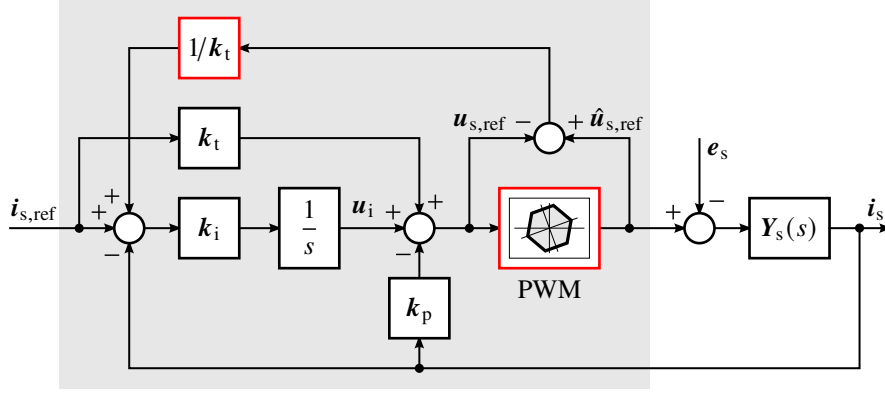 1/k_t
u_s,ref − + û_s,ref
k_t
e_s
+
i_s,ref + k_i 1/s u_i + + PWM + − Y_s(s) i_s
−
−
k_p